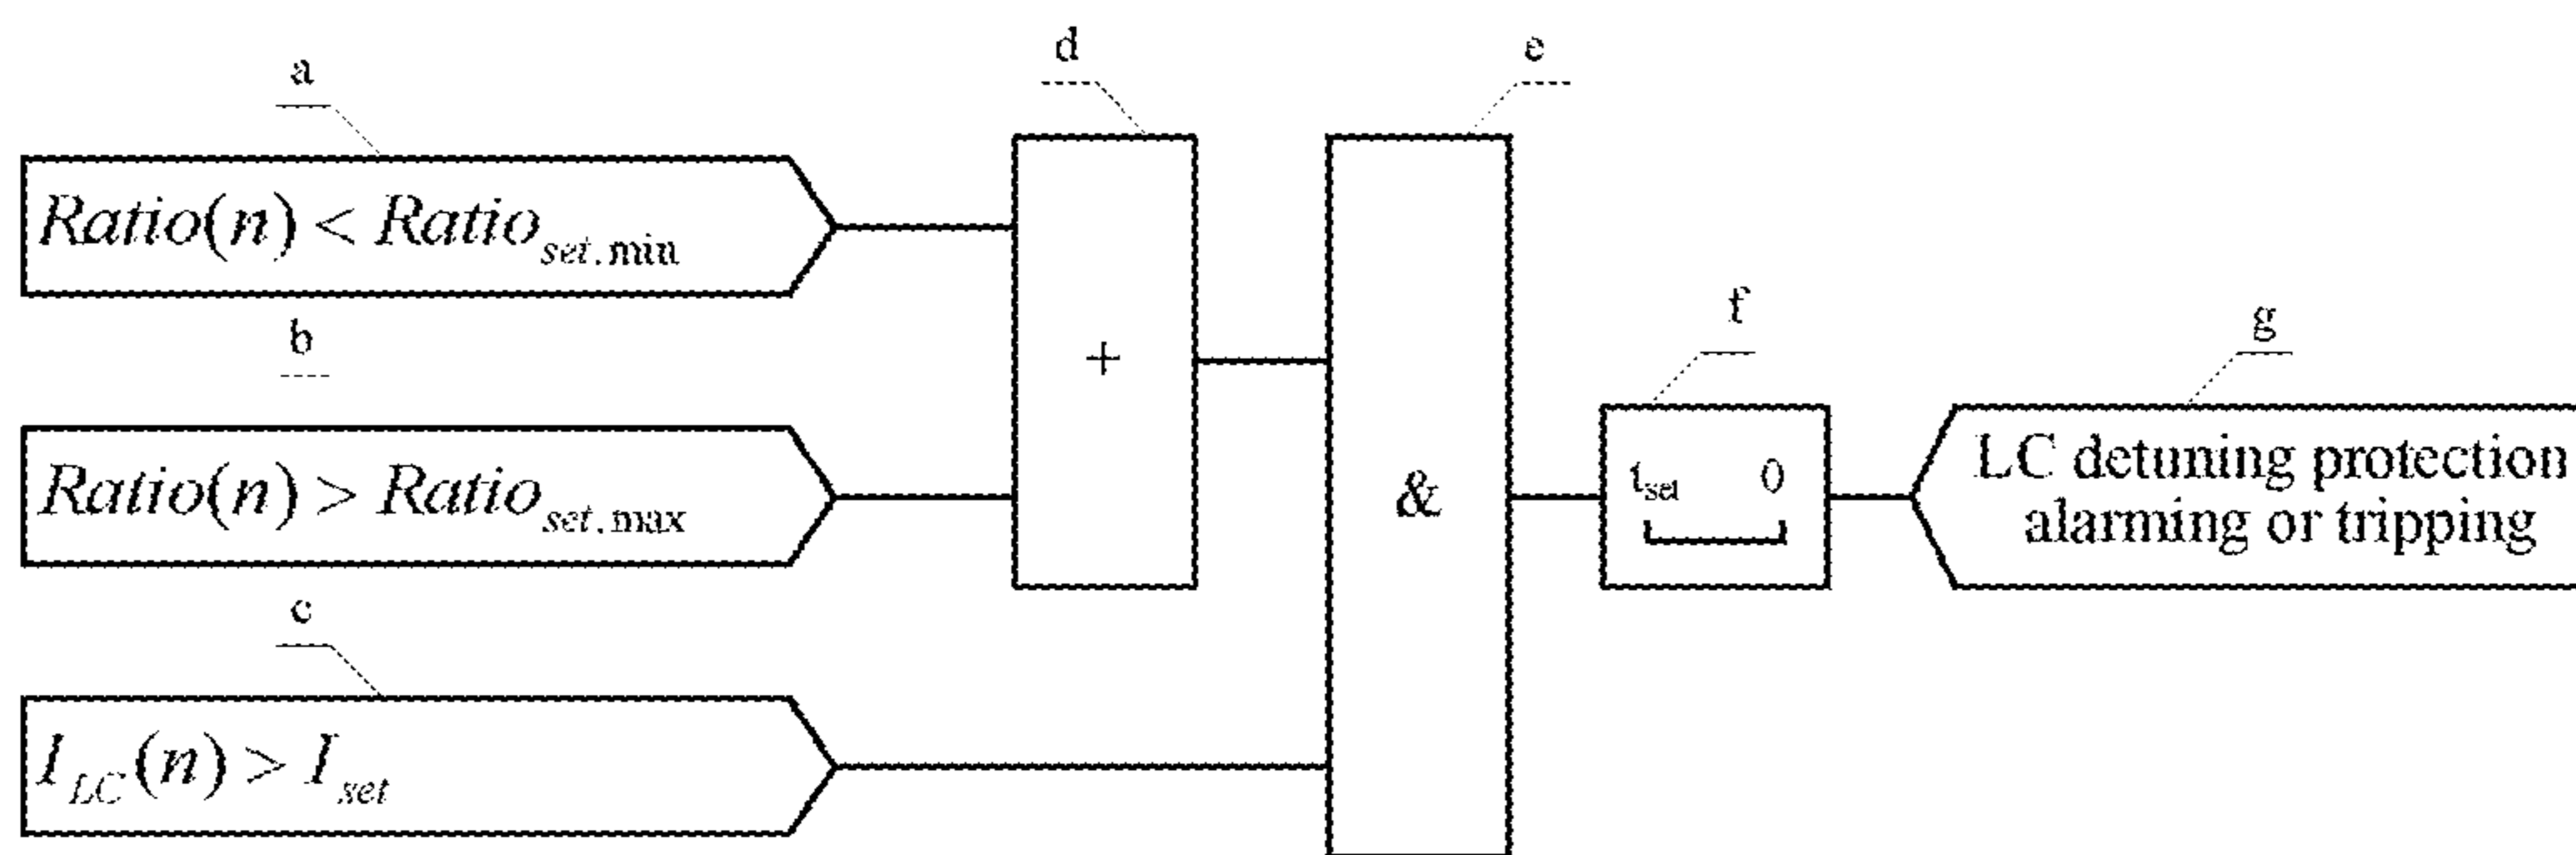 d
e
a
Ratio(n) < Ratio_set.min
b
+
f
g
Ratio(n) > Ratio_set.max
&
t_set 0
LC detuning protection
alarming or tripping
c
I_LC(n) > I_set